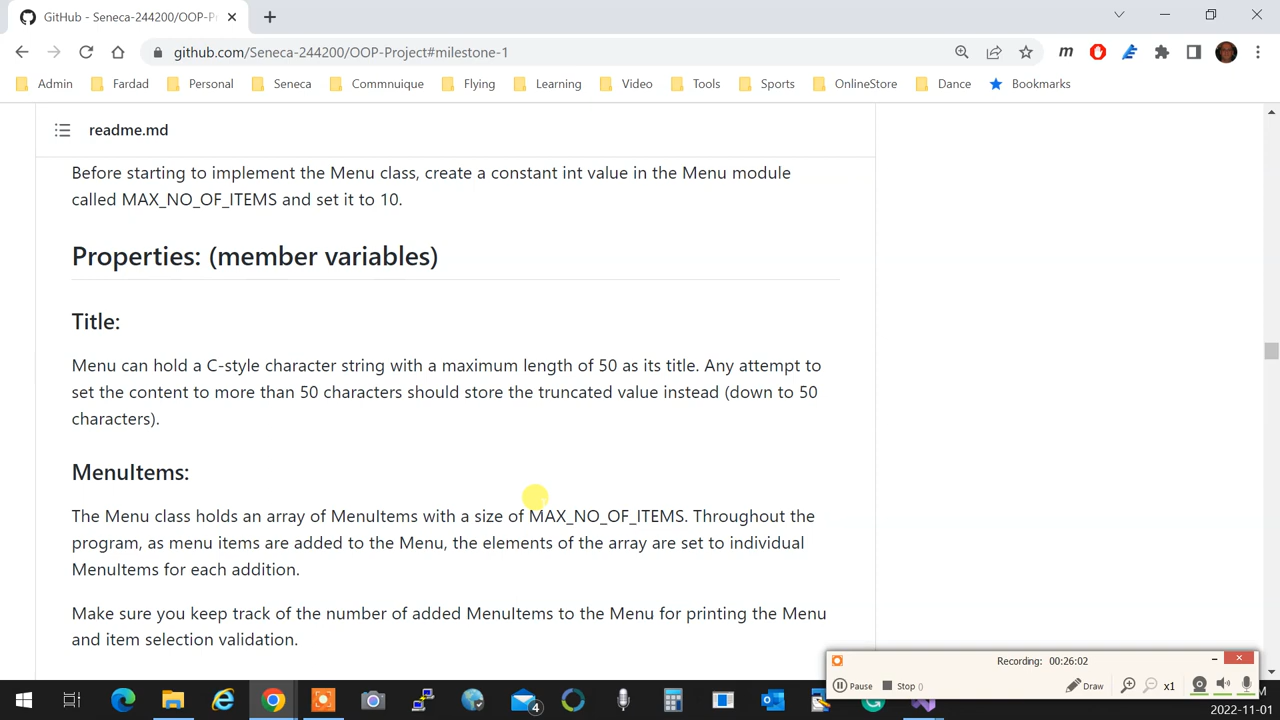 GitHub - Seneca-244200/OOP-P
github.com/Seneca-244200/OOP-Project#milestone-1
Admin Fardad Personal Seneca Commnuique Flying Learning Video Tools Sports OnlineStore Dance Bookmarks
readme.md
Before starting to implement the Menu class, create a constant int value in the Menu module
called MAX_NO_OF_ITEMS and set it to 10.
Properties: (member variables)
Title:
Menu can hold a C-style character string with a maximum length of 50 as its title. Any attempt to
set the content to more than 50 characters should store the truncated value instead (down to 50
characters).
MenuItems:
The Menu class holds an array of MenuItems with a size of MAX_NO_OF_ITEMS. Throughout the
program, as menu items are added to the Menu, the elements of the array are set to individual
MenuItems for each addition.
Make sure you keep track of the number of added MenuItems to the Menu for printing the Menu
and item selection validation.
Recording: 00:26:02
Pause Stop () Draw x1
4
M
2022-11-01